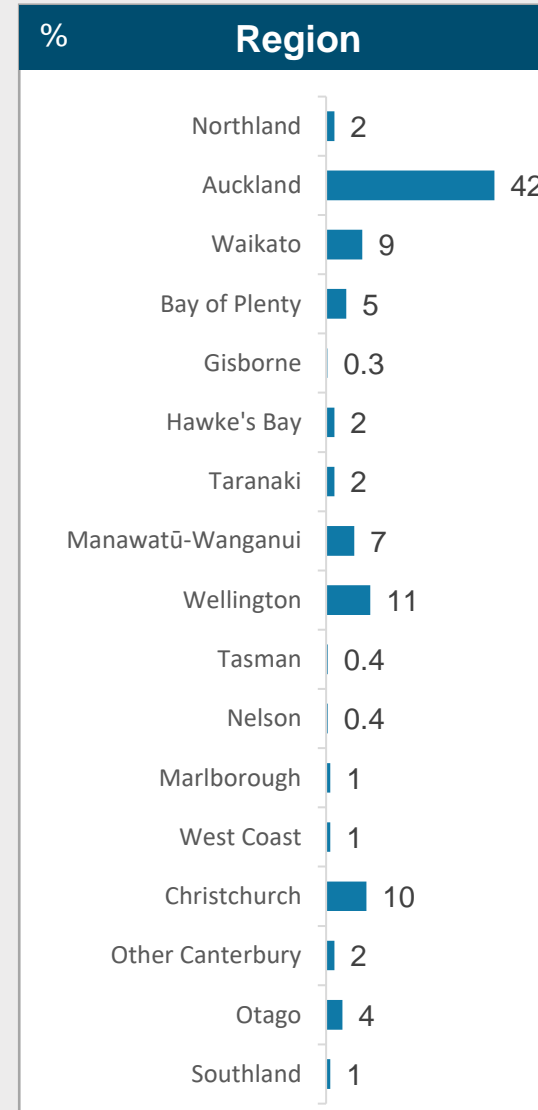 % Region
Northland 2
Auckland 42
Waikato 9
Bay of Plenty 5
Gisborne 0.3
Hawke's Bay 2
Taranaki 2
Manawatū-Wanganui 7
Wellington 11
Tasman 0.4
Nelson 0.4
Marlborough 1
West Coast 1
Christchurch 10
Other Canterbury 2
Otago 4
Southland 1